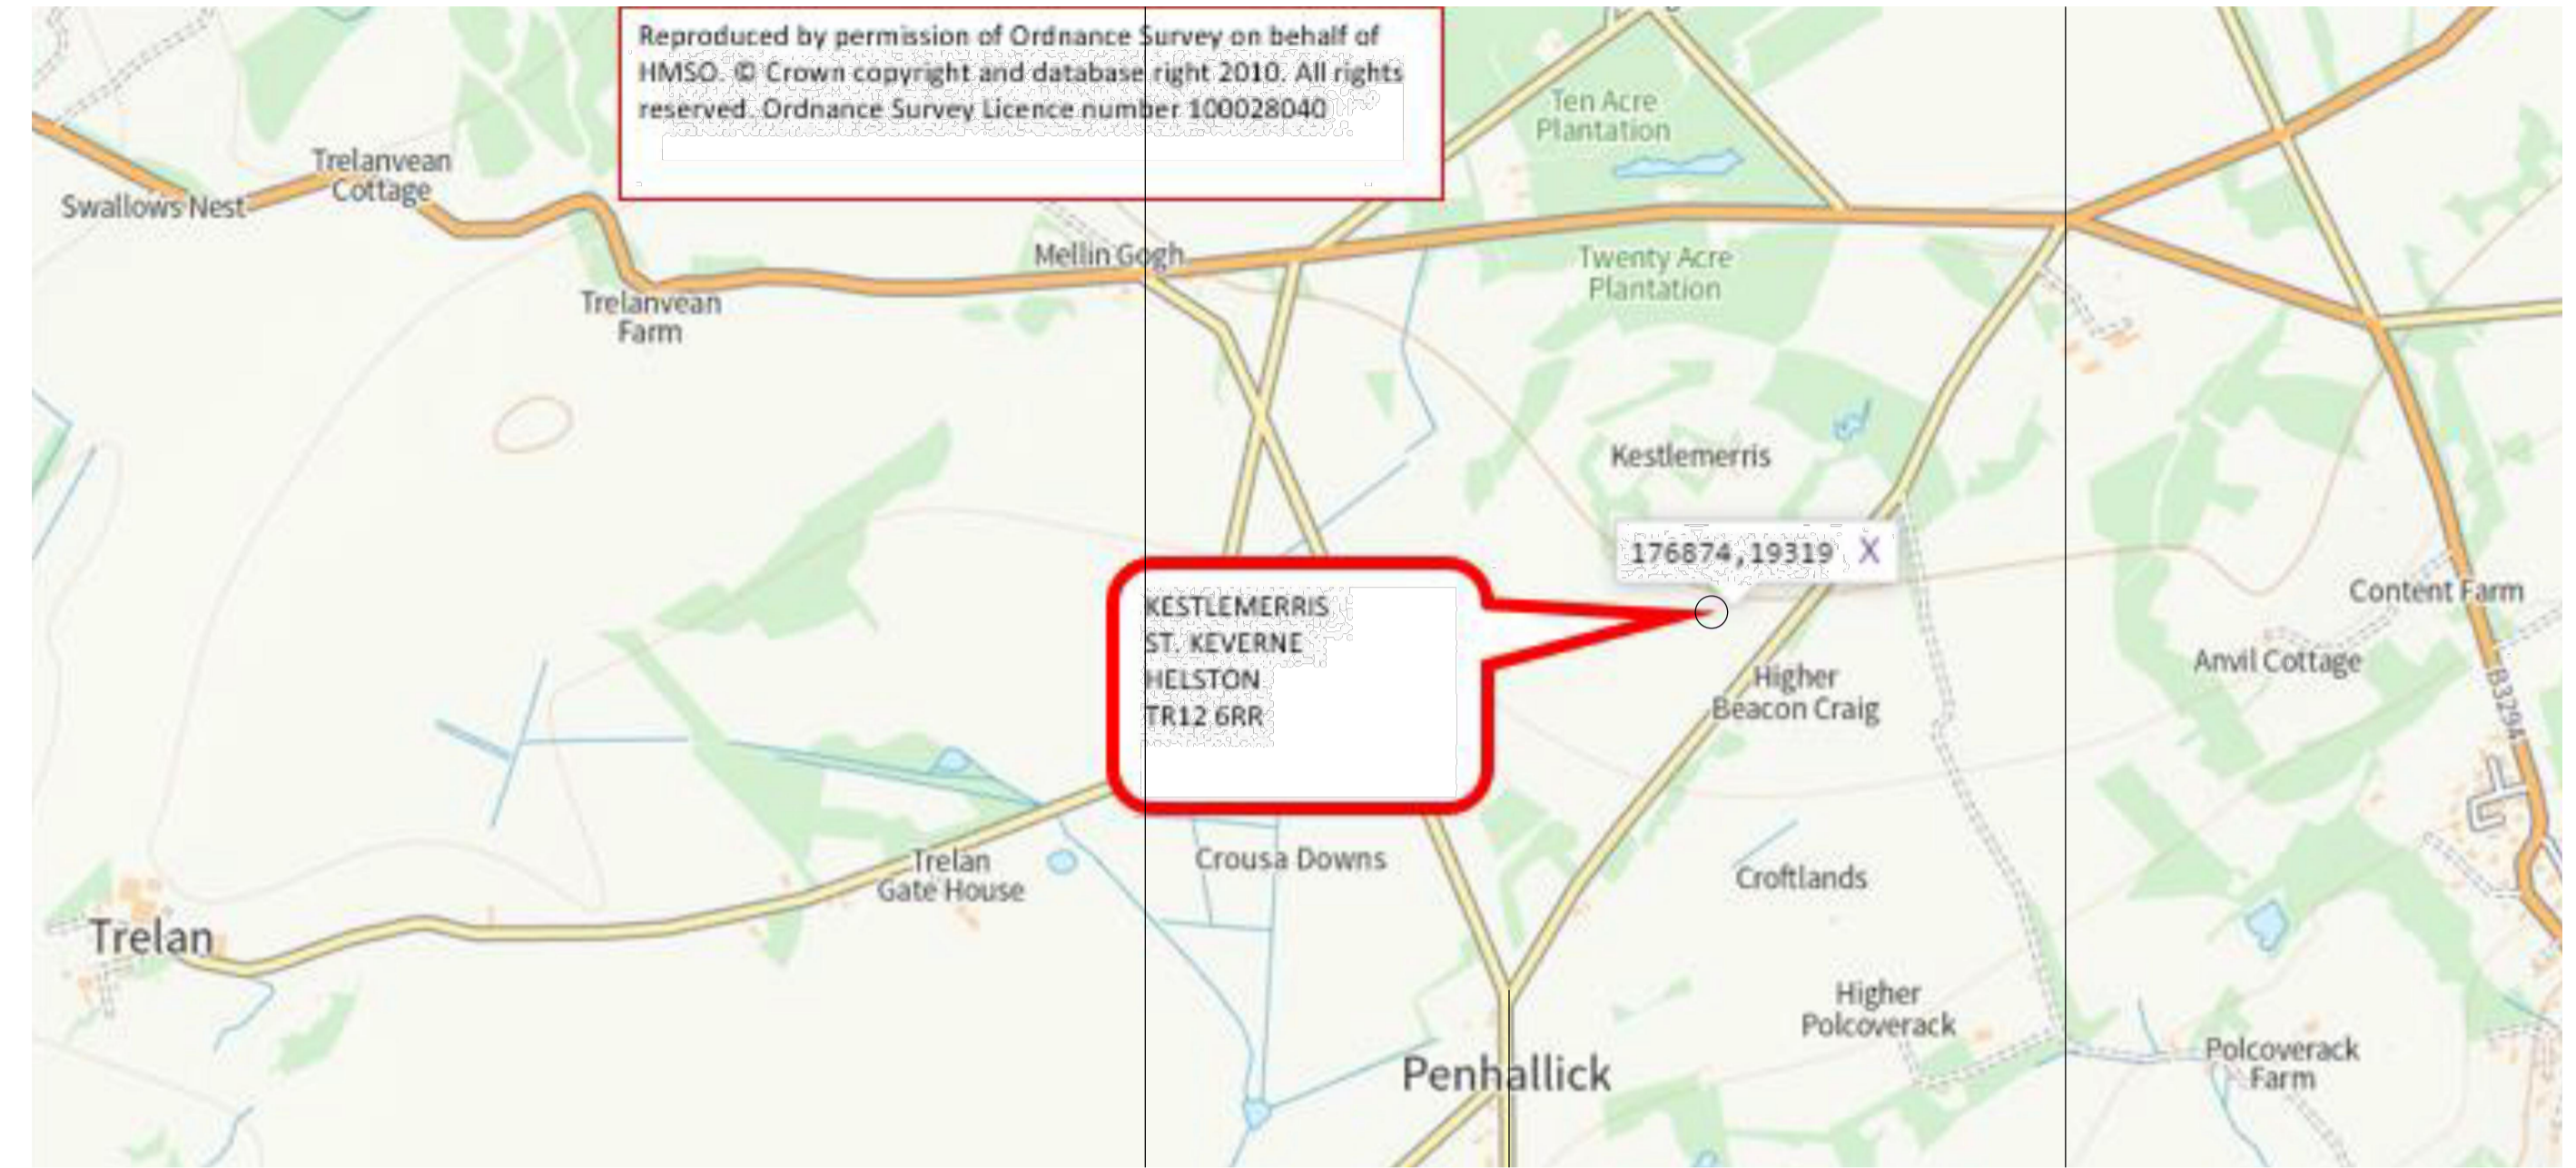 Reproduced by permission of Ordnance Survey on behalf of
HMSO. © Crown copyright and database right 2010. All rights
reserved. Ordnance Survey Licence number 100028040
Ten Acre
Plantation
Trelanvean
Cottage
Swallows Nest
Mellin Gogh
Twenty Acre
Plantation
Trelanvean
Farm
Kestlemerris
176874,19319 X
KESTLEMERRIS
ST. KEVERNE
HELSTON
TR12 6RR
Content Farm
Anvil Cottage
Higher
Beacon Craig
B3294
Trelan
Gate House
Crousa Downs
Croftlands
Trelan
Higher
Polcoverack
Penhallick
Polcoverack
Farm